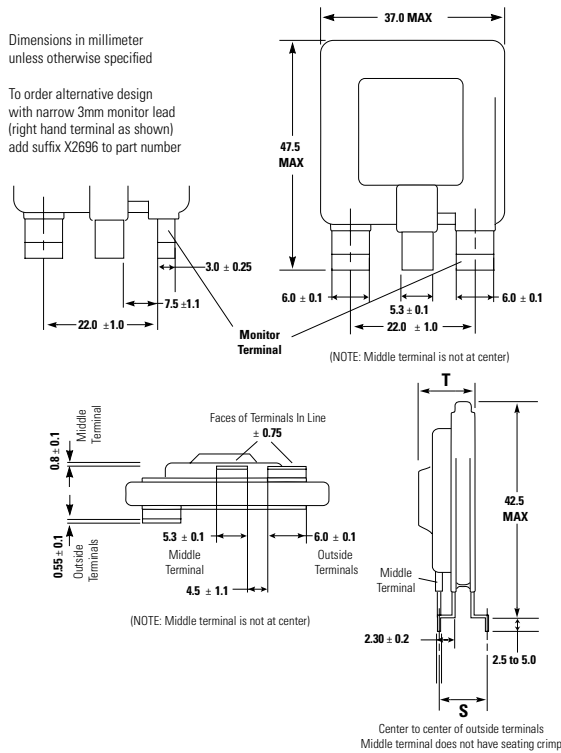 Dimensions in millimeter
unless otherwise specified
To order alternative design
with narrow 3mm monitor lead
(right hand terminal as shown)
add suffix X2696 to part number
37.0 MAX
47.5
MAX
3.0 ± 0.25
7.5 ±1.1
22.0 ±1.0
6.0 ± 0.1
5.3 ± 0.1
6.0 ± 0.1
22.0 ± 1.0
Monitor
Terminal
(NOTE: Middle terminal is not at center)
T
Faces of Terminals In Line
± 0.75
0.8 ± 0.1
Middle
Terminal
0.55 ± 0.1
Outside
Terminals
5.3 ± 0.1
Middle
Terminal
6.0 ± 0.1
Outside
Terminals
4.5 ± 1.1
(NOTE: Middle terminal is not at center)
42.5
MAX
Middle
Terminal
2.30 ± 0.2
2.5 to 5.0
S
Center to center of outside terminals
Middle terminal does not have seating crimp